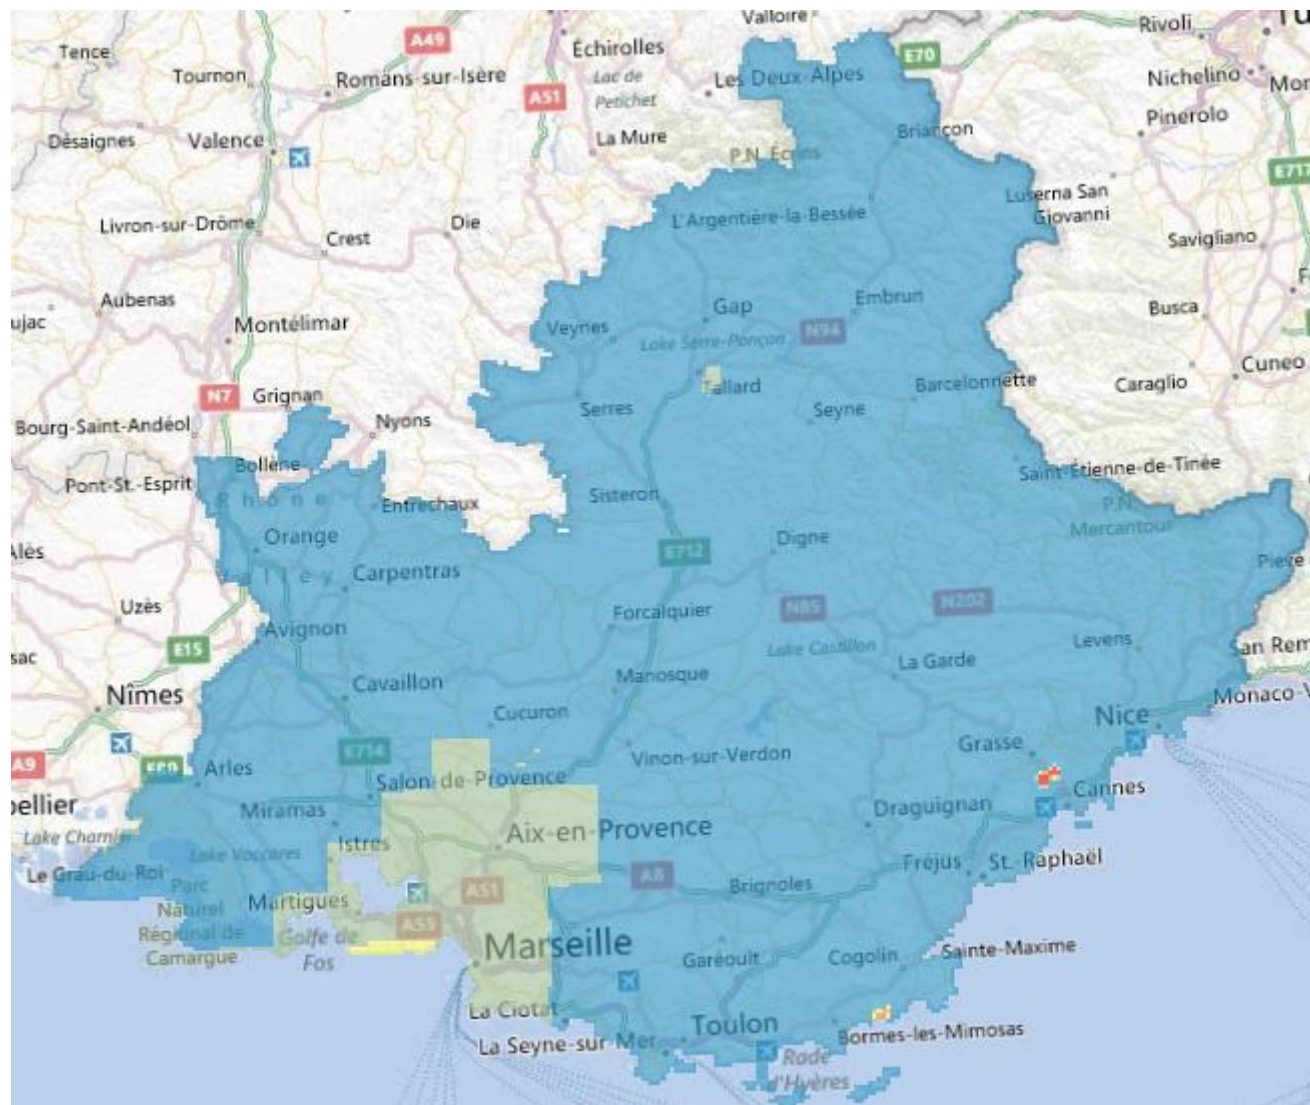 Valloire
Rivoli
Tence
A49
Échirolles
E70
Tournon
Romans-sur-Isère
Lac de
Petichet
Les Deux-Alpes
Nichelino
A51
Pinerolo
Désaignes
Valence
La Mure
Briançon
P.N. Écrins
E717
Luserna San
Giovanni
Livron-sur-Drôme
Die
L'Argentière-la-Bessée
Crest
Savigliano
Aubenas
Gap
Embrun
Busca
Montélimar
Veynes
Lake Serre-Ponçon
N94
Cuneo
N7
Grignan
Tallard
Barcelonnette
Caraglio
Serres
Seyne
Bourg-Saint-Andéol
Nyons
Bollène
Saint-Étienne-de-Tinée
Pont-St.-Esprit
Rhône
Entrechaux
Sisteron
P.N.
Mercantour
Orange
Digne
E712
Valley
Carpentras
Uzès
Forcalquier
N85
N202
Avignon
Levens
E15
Lake Castillon
La Garde
Nîmes
Cavaillon
Manosque
Cucuron
Nice
E714
Vinon-sur-Verdon
Grasse
A9
E80
Arles
Salon-de-Provence
Cannes
Miramas
Draguignan
Lake Vaccares
Istres
Aix-en-Provence
Le Grau-du-Roi
Fréjus
St.-Raphaël
Parc
Naturel
Régional de
Camargue
Martigues
A51
A8
Brignoles
A55
Golfe de
Fos
Marseille
Garéoult
Cogolin
Sainte-Maxime
La Ciotat
Toulon
Bormes-les-Mimosas
La Seyne-sur-Mer
Rade
d'Hyères